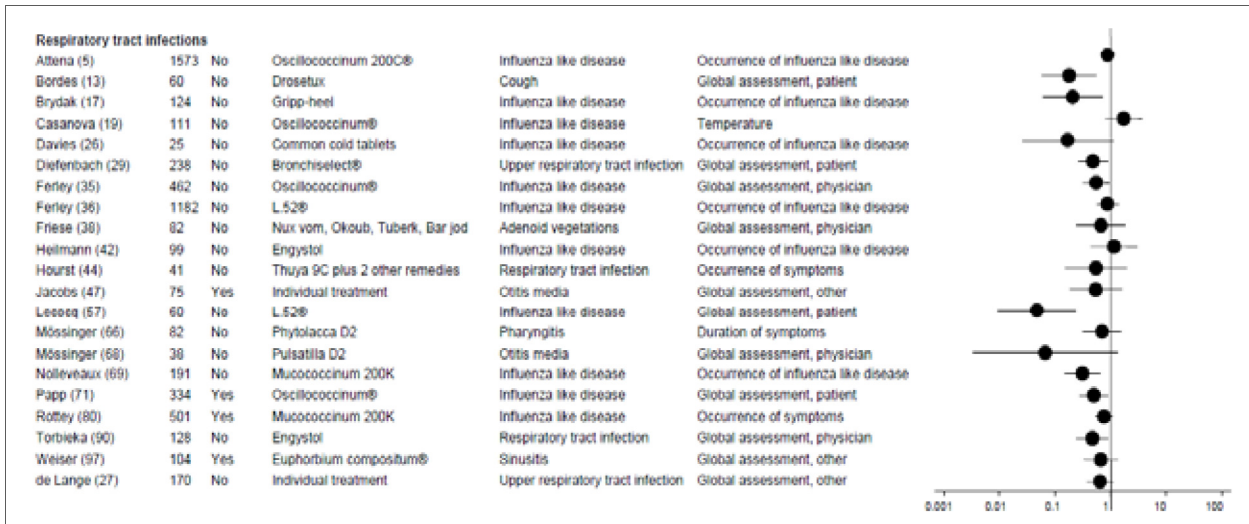 Respiratory tract infections
Attena (5) 1573 No Oscillococcinum 200C® Influenza like disease Occurrence of influenza like disease
Bordes (13) 60 No Drosetux Cough Global assessment, patient
Brydak (17) 124 No Gripp-heel Influenza like disease Occurrence of influenza like disease
Casanova (19) 111 No Oscillococcinum® Influenza like disease Temperature
Davies (26) 25 No Common cold tablets Influenza like disease Occurrence of influenza like disease
Diefenbach (29) 238 No Bronchiselect® Upper respiratory tract infection Global assessment, patient
Ferley (35) 462 No Oscillococcinum® Influenza like disease Global assessment, physician
Ferley (36) 1182 No L.52® Influenza like disease Occurrence of influenza like disease
Friese (38) 82 No Nux vom, Okoub, Tuberk, Bar jod Adenoid vegetations Global assessment, physician
Heilmann (42) 99 No Engystol Influenza like disease Occurrence of influenza like disease
Hourst (44) 41 No Thuya 9C plus 2 other remedies Respiratory tract infection Occurrence of symptoms
Jacobs (47) 75 Yes Individual treatment Otitis media Global assessment, other
Lesocq (57) 60 No L.52® Influenza like disease Global assessment, patient
Mössinger (66) 82 No Phytolacca D2 Pharyngitis Duration of symptoms
Mössinger (68) 38 No Pulsatilla D2 Otitis media Global assessment, physician
Nolleveaux (69) 191 No Mucococcinum 200K Influenza like disease Occurrence of influenza like disease
Papp (71) 334 Yes Oscillococcinum® Influenza like disease Global assessment, patient
Rottey (80) 501 Yes Mucococcinum 200K Influenza like disease Occurrence of symptoms
Torbieka (90) 128 No Engystol Respiratory tract infection Global assessment, physician
Weiser (97) 104 Yes Euphorbium compositum® Sinusitis Global assessment, other
de Lange (27) 170 No Individual treatment Upper respiratory tract infection Global assessment, other
0.001 0.01 0.1 1 10 100